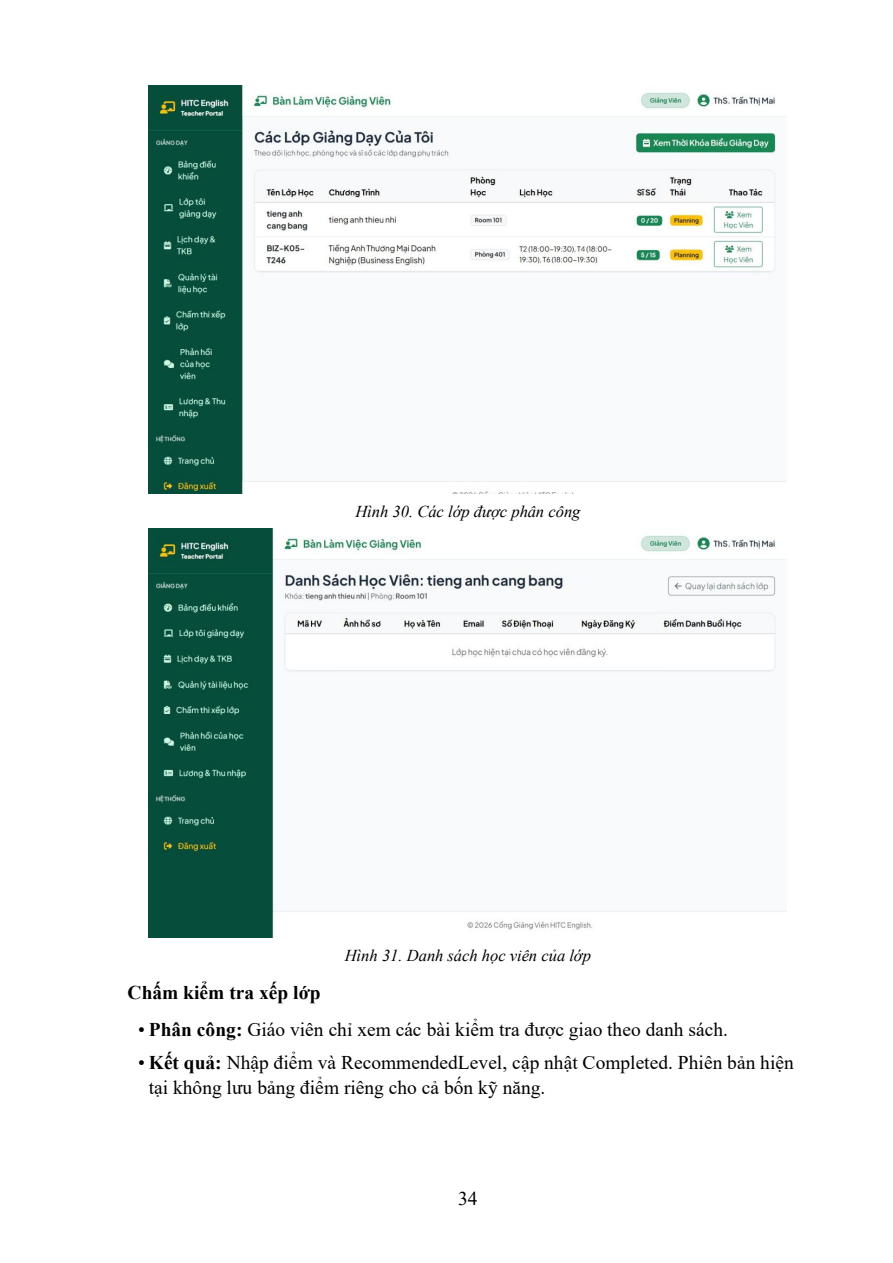 HITC English
Teacher Portal
GIẢNG DẠY
Bảng điều
khiển
Lớp tôi
giảng dạy
Lịch dạy &
TKB
Quản lý tài
liệu học
Chấm thi xếp
lớp
Phản hồi
của học
viên
Lương & Thu
nhập
HỆ THỐNG
Trang chủ
Đăng xuất
Bàn Làm Việc Giảng Viên
Giảng Viên ThS. Trần Thị Mai
Các Lớp Giảng Dạy Của Tôi
Theo dõi lịch học, phòng học và sĩ số các lớp đang phụ trách
Xem Thời Khóa Biểu Giảng Dạy
Tên Lớp Học Chương Trình Phòng Học Lịch Học Sĩ Số Trạng Thái Thao Tác
tieng anh cang bang tieng anh thieu nhi Room 101 0 / 20 Planning Xem Học Viên
BIZ-K05- Tiếng Anh Thương Mại Doanh Phòng 401 T2 (18:00-19:30), T4 (18:00- 5 / 15 Planning Xem
T246 Nghiệp (Business English) 19:30), T6 (18:00-19:30) Học Viên
Hình 30. Các lớp được phân công
HITC English
Teacher Portal
GIẢNG DẠY
Bảng điều khiển
Lớp tôi giảng dạy
Lịch dạy & TKB
Quản lý tài liệu học
Chấm thi xếp lớp
Phản hồi của học
viên
Lương & Thu nhập
HỆ THỐNG
Trang chủ
Đăng xuất
Bàn Làm Việc Giảng Viên
Giảng Viên ThS. Trần Thị Mai
Danh Sách Học Viên: tieng anh cang bang
Khóa: tieng anh thieu nhi | Phòng: Room 101
← Quay lại danh sách lớp
Mã HV Ảnh hồ sơ Họ và Tên Email Số Điện Thoại Ngày Đăng Ký Điểm Danh Buổi Học
Lớp học hiện tại chưa có học viên đăng ký.
© 2026 Cổng Giảng Viên HITC English.
Hình 31. Danh sách học viên của lớp
Chấm kiểm tra xếp lớp
• Phân công: Giáo viên chỉ xem các bài kiểm tra được giao theo danh sách.
• Kết quả: Nhập điểm và RecommendedLevel, cập nhật Completed. Phiên bản hiện
tại không lưu bảng điểm riêng cho cả bốn kỹ năng.
34